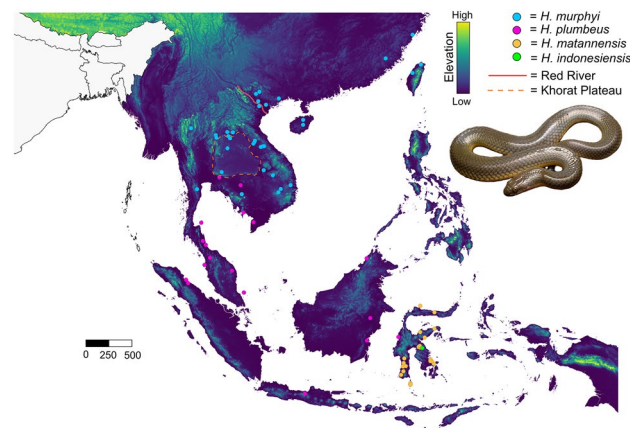 High
Elevation
Low
= H. murphyi
= H. plumbeus
= H. matannensis
= H. indonesiensis
= Red River
= Khorat Plateau
0 250 500